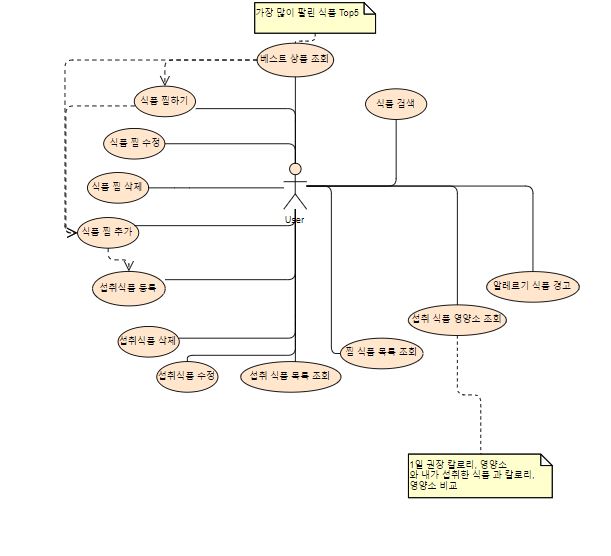 가장 많이 팔린 식품 Top5
베스트 상품 조회
식품 찜하기
식품 검색
식품 찜 수정
식품 찜 삭제
User
식품 찜 추가
섭취식품 등록
알레르기 식품 경고
섭취 식품 영양소 조회
섭취식품 삭제
찜 식품 목록 조회
섭취식품 수정
섭취 식품 목록 조회
1일 권장 칼로리, 영양소
와 내가 섭취한 식품 과 칼로리,
영양소 비교